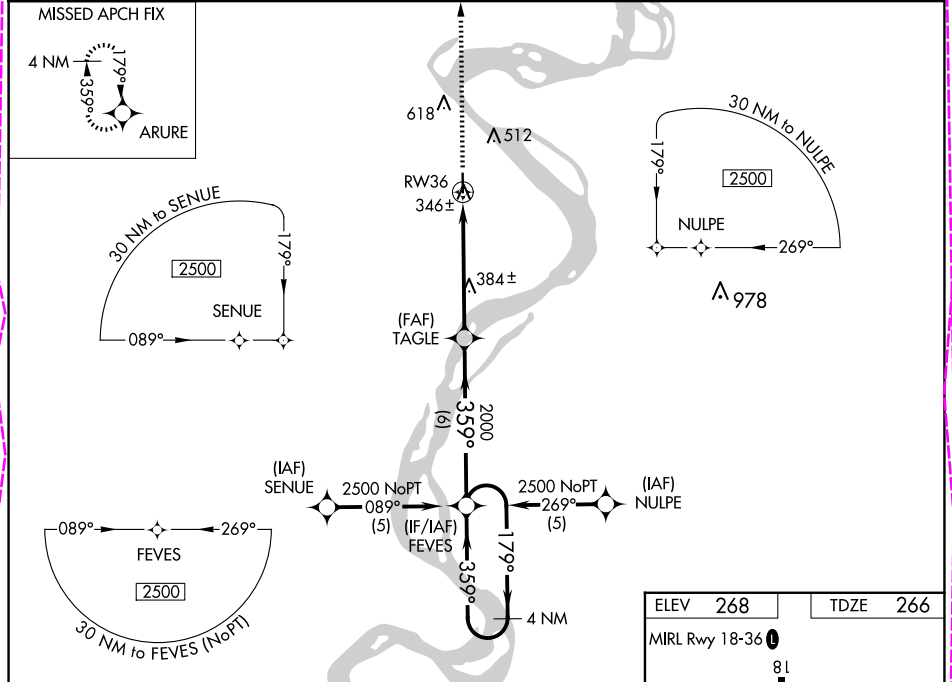 MISSED APCH FIX
4 NM
179°
359°
ARURE
618
512
RW36
346±
30 NM to NULPE
179°
2500
NULPE
269°
978
30 NM to SENUE
179°
2500
SENUE
089°
384±
(FAF)
TAGLE
2000
359°
(6)
(IAF)
SENUE
2500 NoPT
089°
(5)
(IF/IAF)
FEVES
2500 NoPT
269°
(5)
(IAF)
NULPE
179°
359°
4 NM
089°
269°
FEVES
2500
30 NM to FEVES (NoPT)
ELEV 268
TDZE 266
MIRL Rwy 18-36 L
18